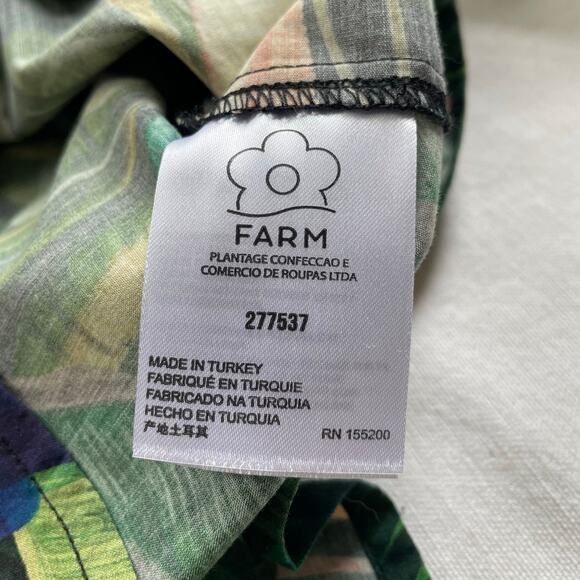 FARM
PLANTAGE CONFECCAO E
COMERCIO DE ROUPAS LTDA
277537
MADE IN TURKEY
FABRIQUÉ EN TURQUIE
FABRICADO NA TURQUIA
HECHO EN TURQUIA
产地土耳其
RN 155200